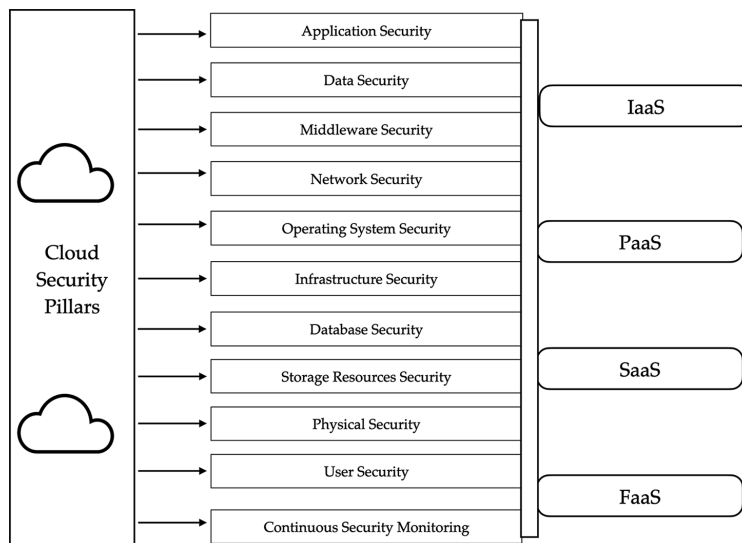 Cloud
Security
Pillars
Application Security
Data Security
Middleware Security
Network Security
Operating System Security
Infrastructure Security
Database Security
Storage Resources Security
Physical Security
User Security
Continuous Security Monitoring
IaaS
PaaS
SaaS
FaaS